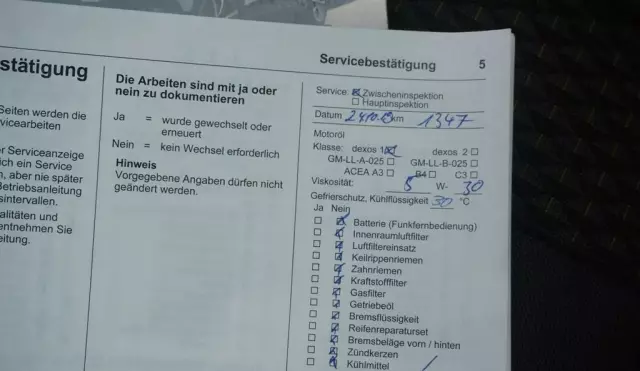 Servicebestätigung 5
stätigung
Seiten werden die
vicearbeiten
er Serviceanzeige
ich ein Service
n, aber nie später
Betriebsanleitung
sintervallen.
alitäten und
entnehmen Sie
eitung.
Die Arbeiten sind mit ja oder
nein zu dokumentieren
Ja = wurde gewechselt oder
erneuert
Nein = kein Wechsel erforderlich
Hinweis
Vorgegebene Angaben dürfen nicht
geändert werden.
Service: Zwischeninspektion
Hauptinspektion
Datum km 1347
Motoröl
Klasse: dexos 1 dexos 2
GM-LL-A-025 GM-LL-B-025
ACEA A3 B4 C3
Viskosität: 5 W- 30
Gefrierschutz, Kühlflüssigkeit 30 °C
Ja Nein
Batterie (Funkfernbedienung)
Innenraumluftfilter
Luftfiltereinsatz
Keilrippenriemen
Zahnriemen
Kraftstofffilter
Gasfilter
Getriebeöl
Bremsflüssigkeit
Reifenreparaturset
Bremsbeläge vorn / hinten
Zündkerzen
Kühlmittel